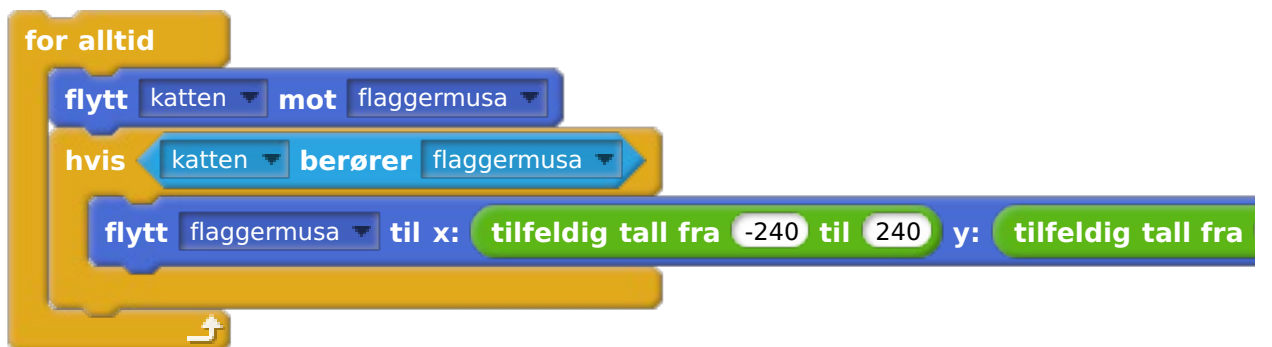 for alltid
flytt katten mot flaggermusa
hvis katten berører flaggermusa
flytt flaggermusa til x: tilfeldig tall fra -240 til 240 y: tilfeldig tall fra